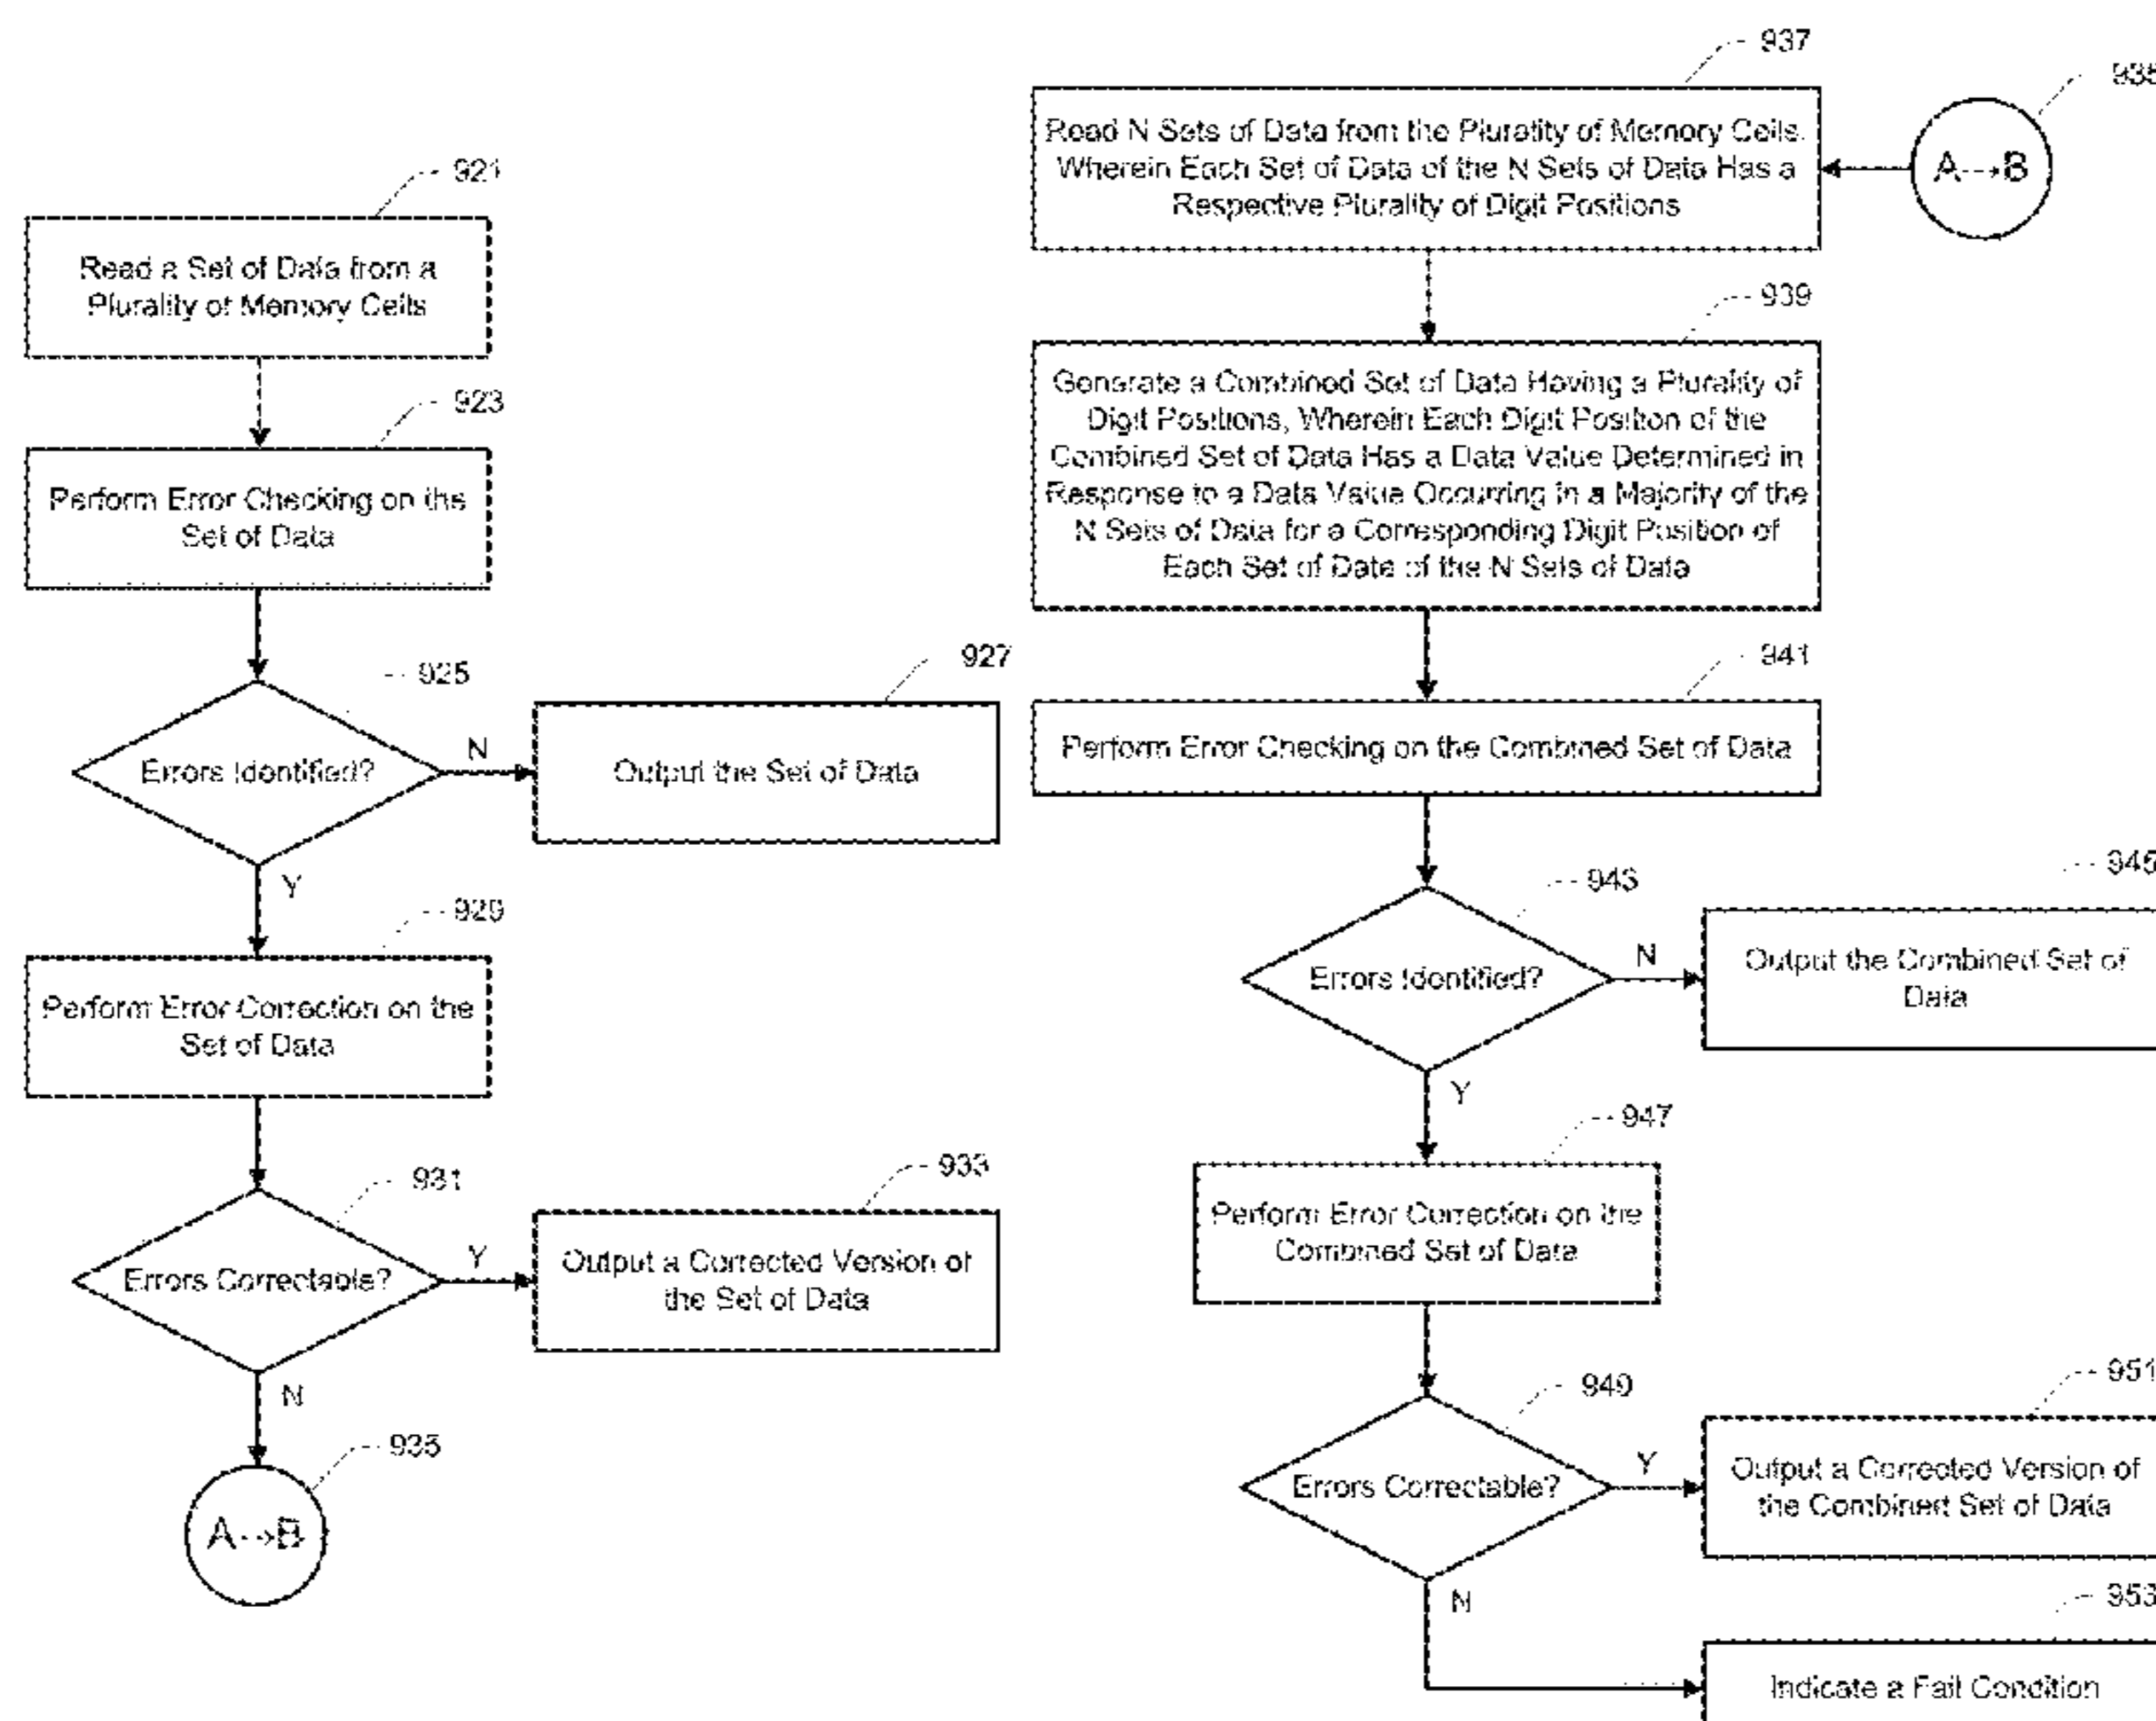 921
Read a Set of Data from a
Plurality of Memory Cells
923
Perform Error Checking on the
Set of Data
925
Errors Identified?
N
927
Output the Set of Data
Y
929
Perform Error Correction on the
Set of Data
931
Errors Correctable?
Y
933
Output a Corrected Version of
the Set of Data
N
935
A→B
937
935
A→B
Read N Sets of Data from the Plurality of Memory Cells,
Wherein Each Set of Data of the N Sets of Data Has a
Respective Plurality of Digit Positions
939
Generate a Combined Set of Data Having a Plurality of
Digit Positions, Wherein Each Digit Position of the
Combined Set of Data Has a Data Value Determined in
Response to a Data Value Occurring in a Majority of the
N Sets of Data for a Corresponding Digit Position of
Each Set of Date of the N Sets of Data
941
Perform Error Checking on the Combined Set of Data
943
Errors Identified?
N
945
Output the Combined Set of
Data
Y
947
Perform Error Correction on the
Combined Set of Data
949
Errors Correctable?
Y
951
Output a Corrected Version of
the Combined Set of Data
N
953
Indicate a Fail Condition